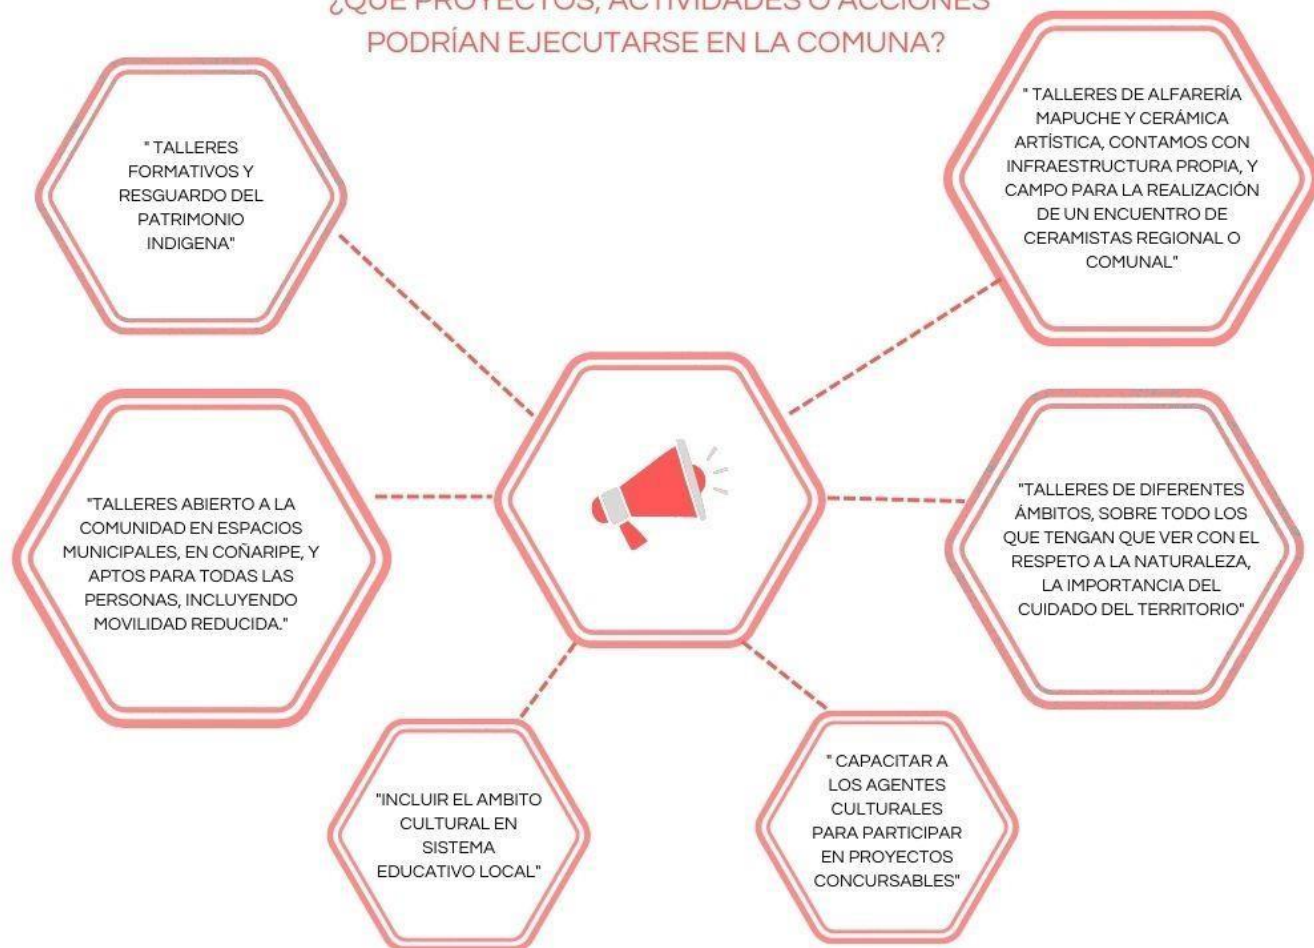 ¿QUÉ PROYECTOS, ACTIVIDADES O ACCIONES
PODRÍAN EJECUTARSE EN LA COMUNA?
" TALLERES
FORMATIVOS Y
RESGUARDO DEL
PATRIMONIO
INDIGENA"
" TALLERES DE ALFARERÍA
MAPUCHE Y CERÁMICA
ARTÍSTICA, CONTAMOS CON
INFRAESTRUCTURA PROPIA, Y
CAMPO PARA LA REALIZACIÓN
DE UN ENCUENTRO DE
CERAMISTAS REGIONAL O
COMUNAL"
"TALLERES ABIERTO A LA
COMUNIDAD EN ESPACIOS
MUNICIPALES, EN COÑARIPE, Y
APTOS PARA TODAS LAS
PERSONAS, INCLUYENDO
MOVILIDAD REDUCIDA."
"TALLERES DE DIFERENTES
ÁMBITOS, SOBRE TODO LOS
QUE TENGAN QUE VER CON EL
RESPETO A LA NATURALEZA,
LA IMPORTANCIA DEL
CUIDADO DEL TERRITORIO"
"INCLUIR EL AMBITO
CULTURAL EN
SISTEMA
EDUCATIVO LOCAL"
" CAPACITAR A
LOS AGENTES
CULTURALES
PARA PARTICIPAR
EN PROYECTOS
CONCURSABLES"